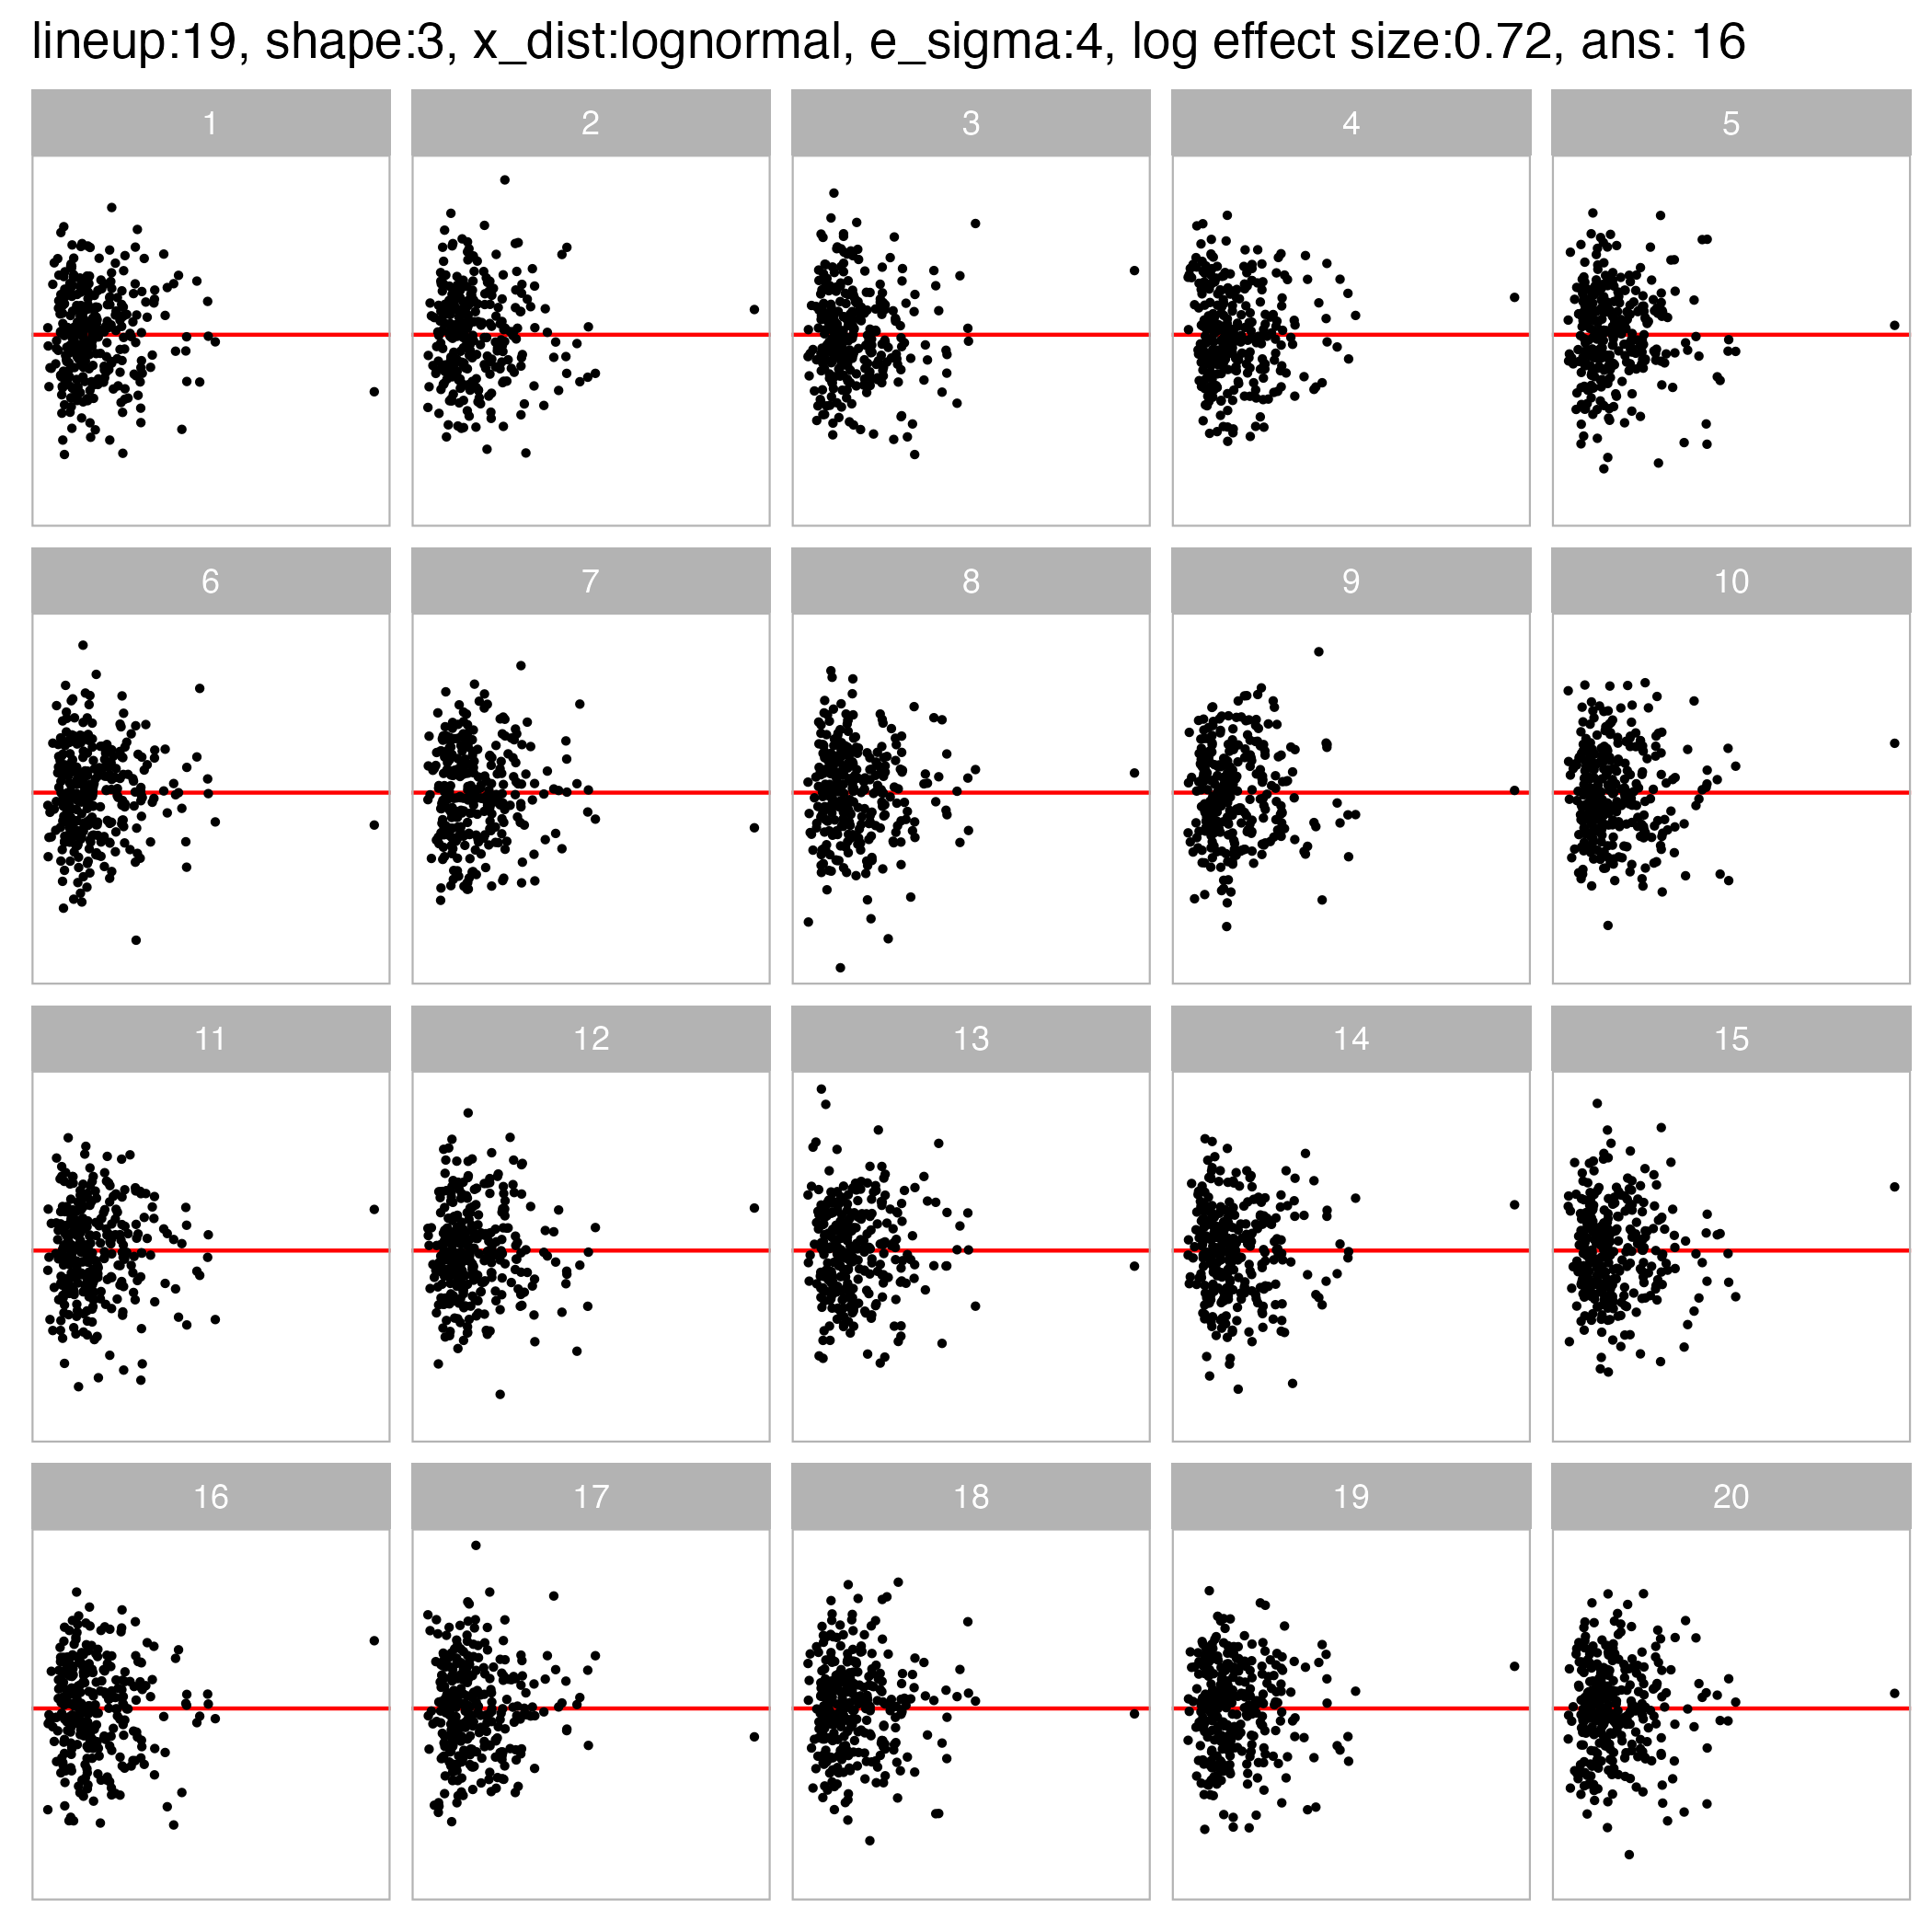 lineup:19, shape:3, x_dist:lognormal, e_sigma:4, log effect size:0.72, ans: 16
1 2 3 4 5
6 7 8 9 10
11 12 13 14 15
16 17 18 19 20